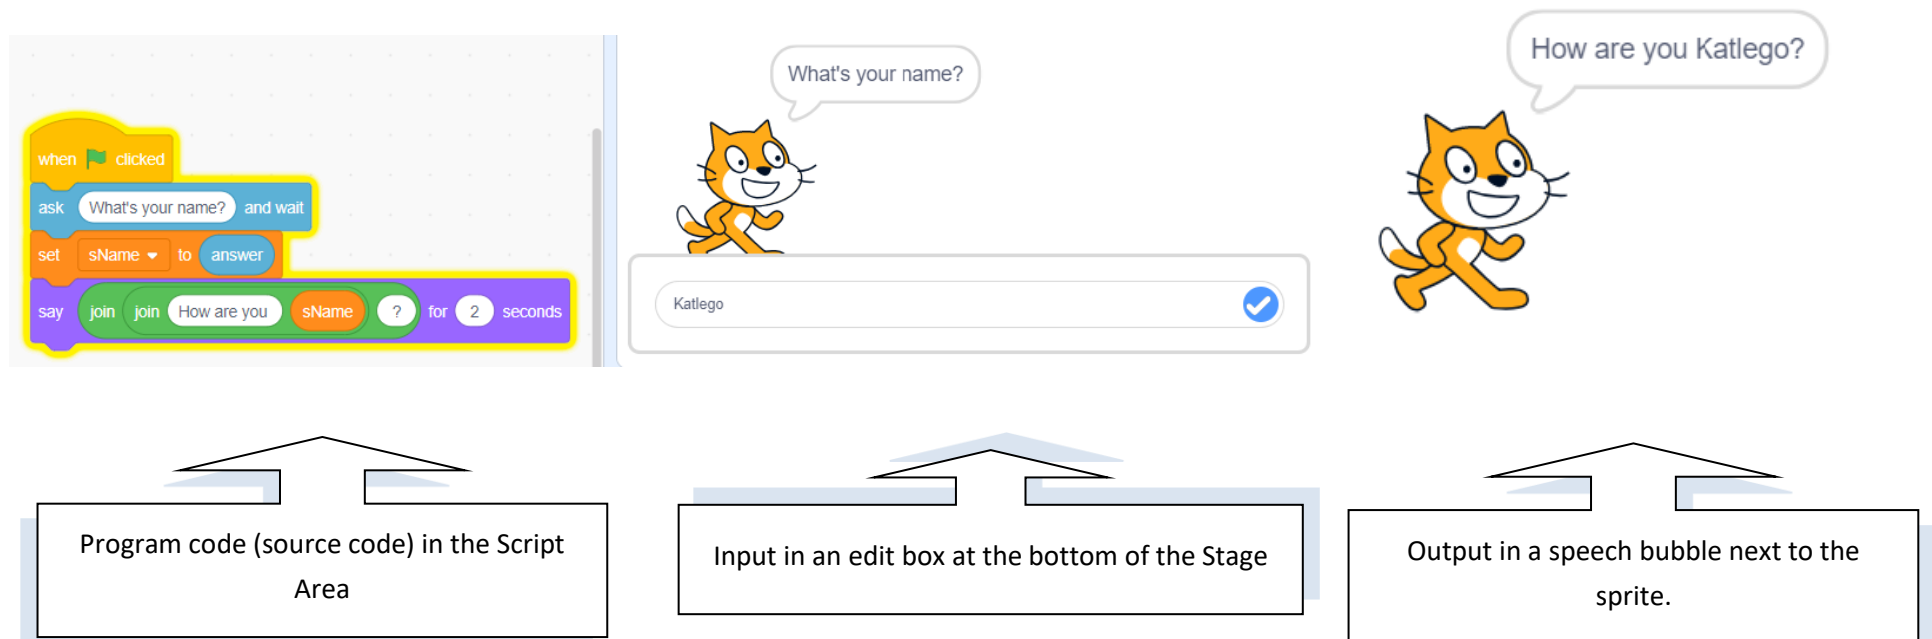 when clicked
ask What's your name? and wait
set sName to answer
say join join How are you sName ? for 2 seconds
What's your name?
Katlego
How are you Katlego?
Program code (source code) in the Script
Area
Input in an edit box at the bottom of the Stage
Output in a speech bubble next to the
sprite.